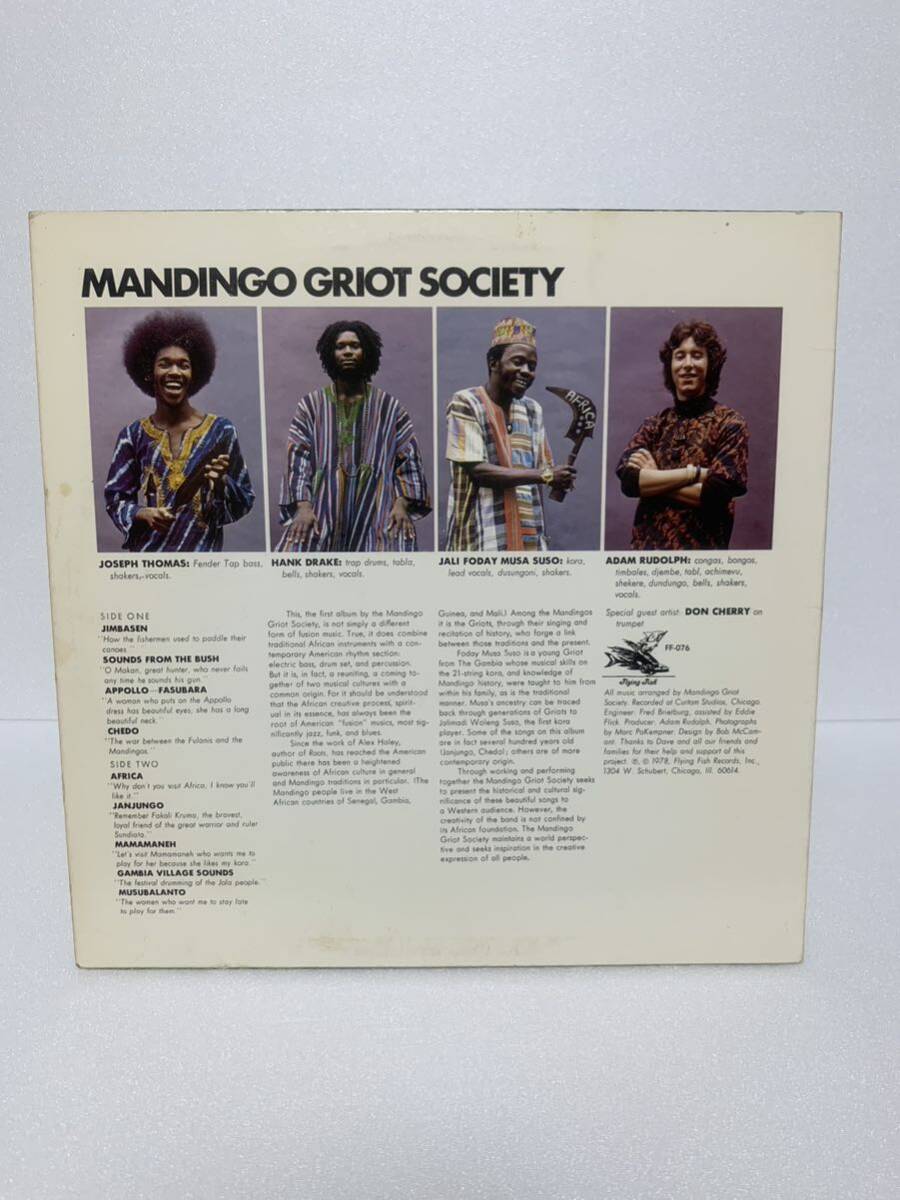 MANDINGO GRIOT SOCIETY
AFRICA
JOSEPH THOMAS: Fender Tap bass,
shakers, vocals.
HANK DRAKE: trap drums, tabla,
bells, shakers, vocals.
JALI FODAY MUSA SUSO: kora,
lead vocals, dusungoni, shakers.
ADAM RUDOLPH: congas, bongos,
timbales, djembe, tabl, achimevu,
shekere, dundungo, bells, shakers,
vocals.
SIDE ONE
JIMBASEN
"How the fishermen used to paddle their
canoes."
SOUNDS FROM THE BUSH
"O Makan, great hunter, who never fails
any time he sounds his gun."
APPOLLO—FASUBARA
"A woman who puts on the Appollo
dress has beautiful eyes, she has a long
beautiful neck."
CHEDO
"The war between the Fulanis and the
Mandingos."
SIDE TWO
AFRICA
"Why don't you visit Africa, I know you'll
like it."
JANJUNGO
"Remember Fakali Kruma, the bravest,
loyal friend of the great warrior and ruler
Sundiata."
MAMAMANEH
"Let's visit Mamamaneh who wants me to
play for her because she likes my kora."
GAMBIA VILLAGE SOUNDS
"The festival drumming of the Jola people."
MUSUBALANTO
"The women who want me to stay late
to play for them."
This, the first album by the Mandingo
Griot Society, is not simply a different
form of fusion music. True, it does combine
traditional African instruments with a con-
temporary American rhythm section:
electric bass, drum set, and percussion.
But it is, in fact, a reuniting, a coming to-
gether of two musical cultures with a
common origin. For it should be understood
that the African creative process, spirit-
ual in its essence, has always been the
root of American "fusion" musics, most sig-
nificantly jazz, funk, and blues.
Since the work of Alex Haley,
author of Roots, has reached the American
public there has been a heightened
awareness of African culture in general
and Mandingo traditions in particular. (The
Mandingo people live in the West
African countries of Senegal, Gambia,
Guinea, and Mali.) Among the Mandingos
it is the Griots, through their singing and
recitation of history, who forge a link
between those traditions and the present.
Foday Musa Suso is a young Griot
from The Gambia whose musical skills on
the 21-string kora, and knowledge of
Mandingo history, were taught to him from
within his family, as is the traditional
manner. Musa's ancestry can be traced
back through generations of Griots to
Jalimadi Woleng Suso, the first kora
player. Some of the songs on this album
are in fact several hundred years old
(Janjungo, Chedo); others are of more
contemporary origin.
Through working and performing
together the Mandingo Griot Society seeks
to present the historical and cultural sig-
nificance of these beautiful songs to
a Western audience. However, the
creativity of the band is not confined by
its African foundation. The Mandingo
Griot Society maintains a world perspec-
tive and seeks inspiration in the creative
expression of all people.
Special guest artist: DON CHERRY on
trumpet
FF-076
Flying Fish
All music arranged by Mandingo Griot
Society. Recorded at Curtom Studios, Chicago.
Engineer: Fred Brietburg, assisted by Eddie
Flick. Producer: Adam Rudolph. Photographs
by Marc PoKempner. Design by Bob McCam-
ant. Thanks to Dave and all our friends and
families for their help and support of this
project. ℗, © 1978, Flying Fish Records, Inc.,
1304 W. Schubert, Chicago, Ill. 60614.